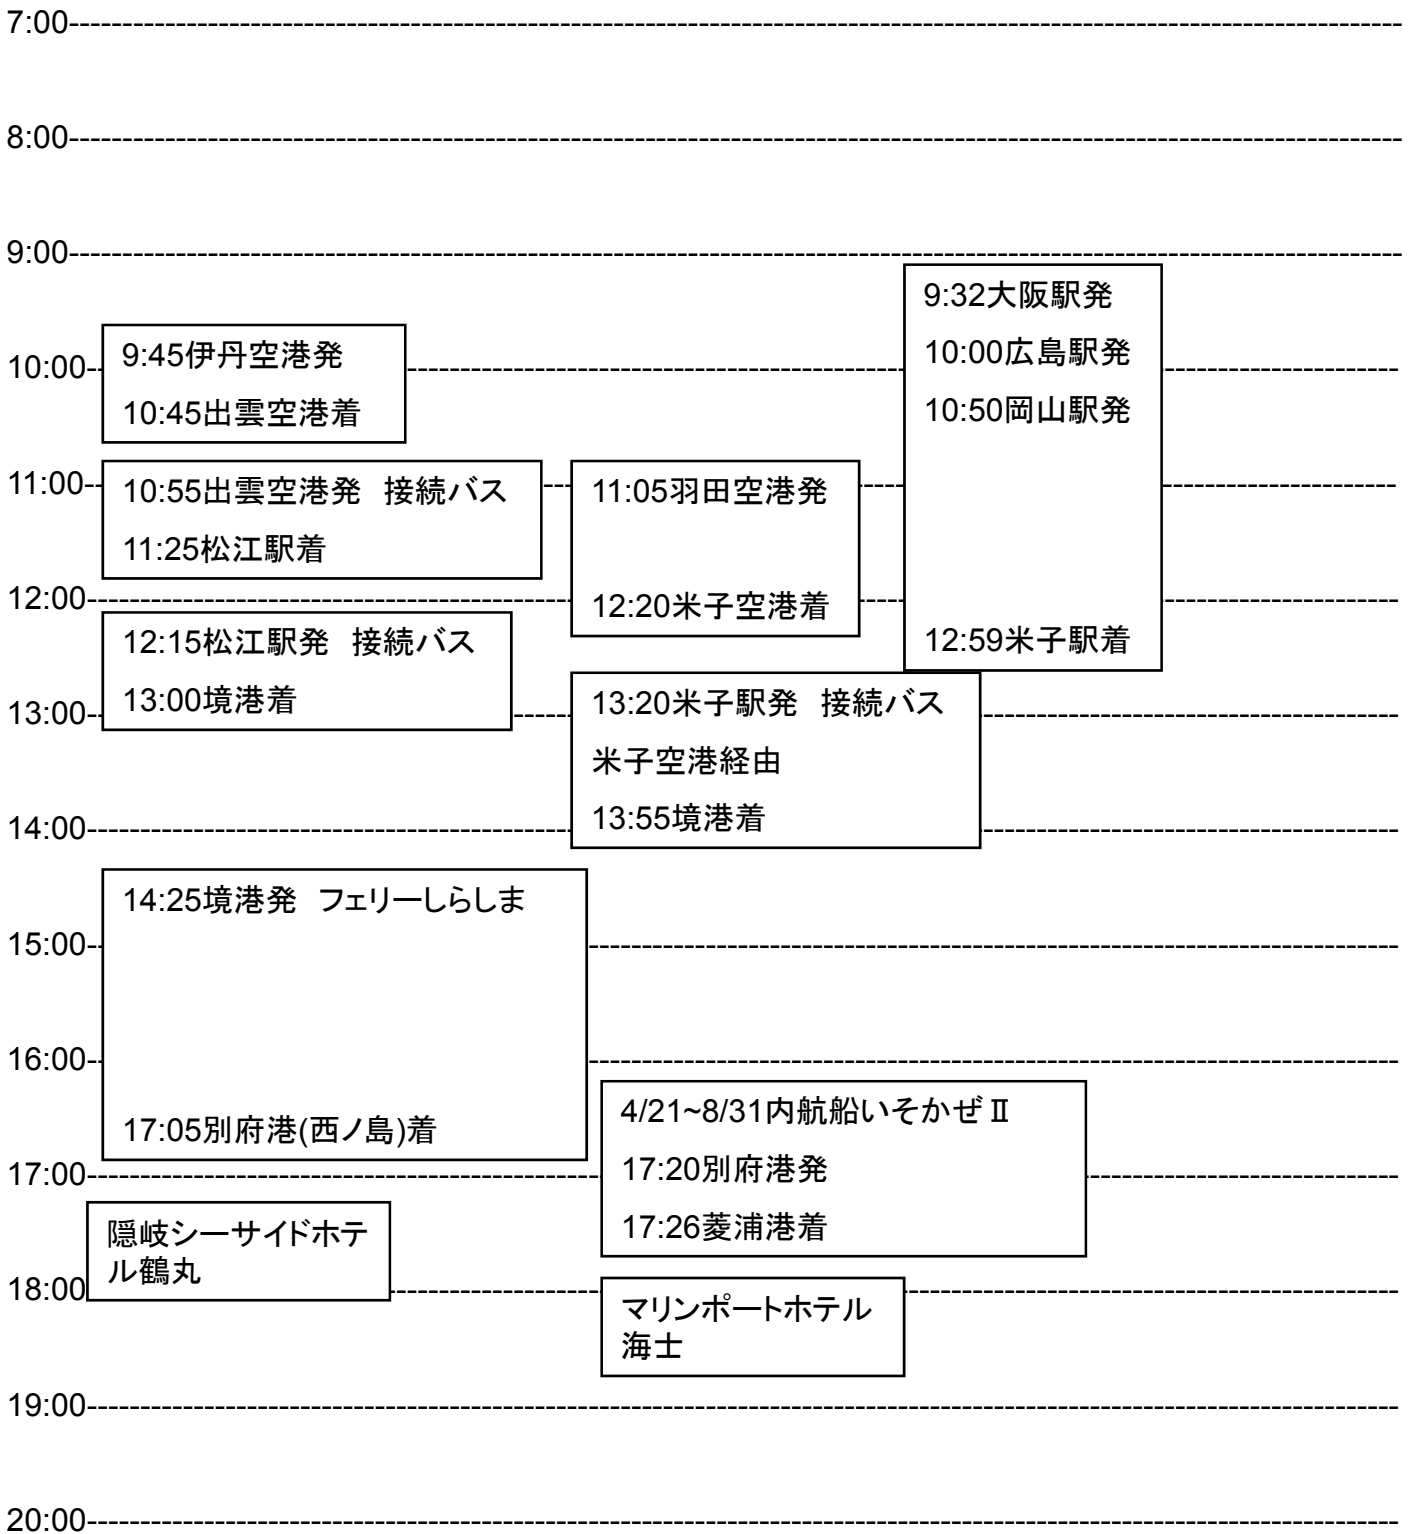 7:00
8:00
9:00
9:32大阪駅発
10:00広島駅発
10:50岡山駅発
12:59米子駅着
9:45伊丹空港発
10:00
10:45出雲空港着
11:00
10:55出雲空港発　接続バス
11:25松江駅着
11:05羽田空港発
12:20米子空港着
12:00
12:15松江駅発　接続バス
13:00境港着
13:00
13:20米子駅発　接続バス
米子空港経由
13:55境港着
14:00
14:25境港発　フェリーしらしま
15:00
16:00
17:05別府港(西ノ島)着
4/21~8/31内航船いそかぜⅡ
17:20別府港発
17:26菱浦港着
17:00
隠岐シーサイドホテ
ル鶴丸
18:00
マリンポートホテル
海士
19:00
20:00